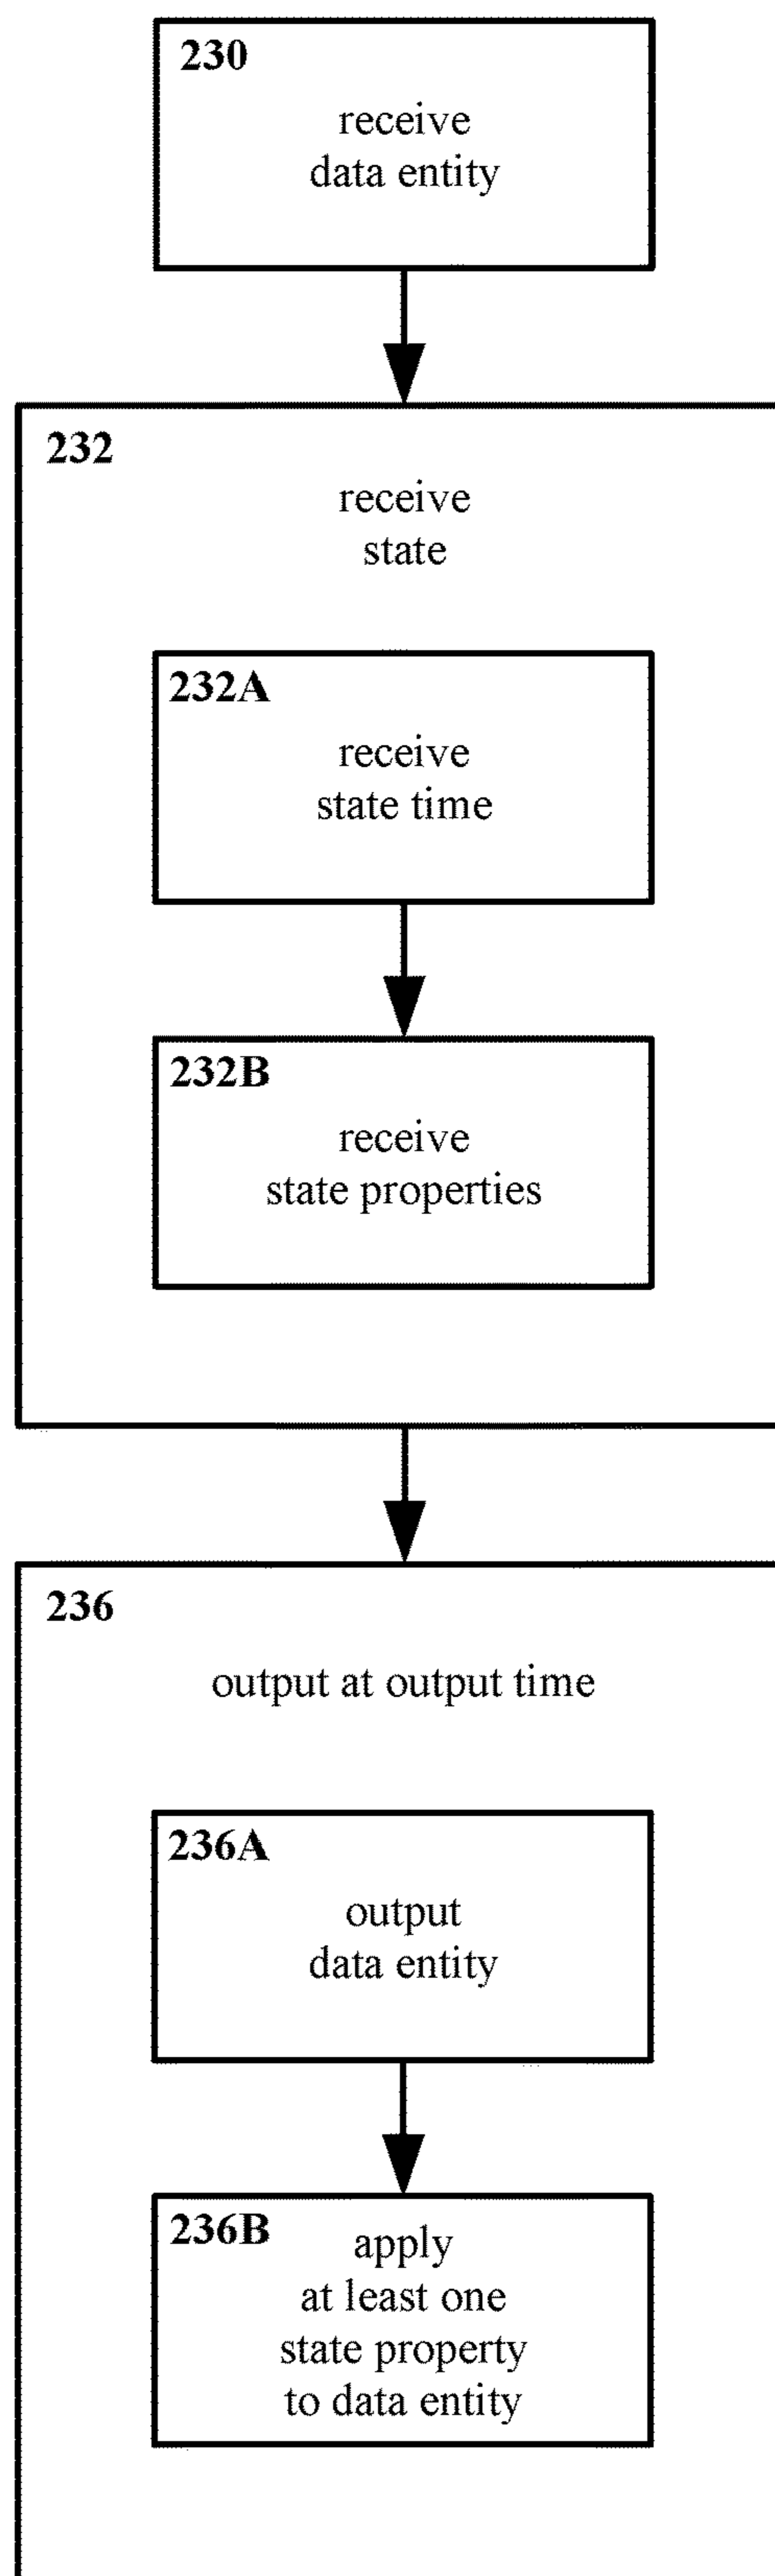 230
receive
data entity
232
receive
state
232A
receive
state time
232B
receive
state properties
236
output at output time
236A
output
data entity
236B
apply
at least one
state property
to data entity